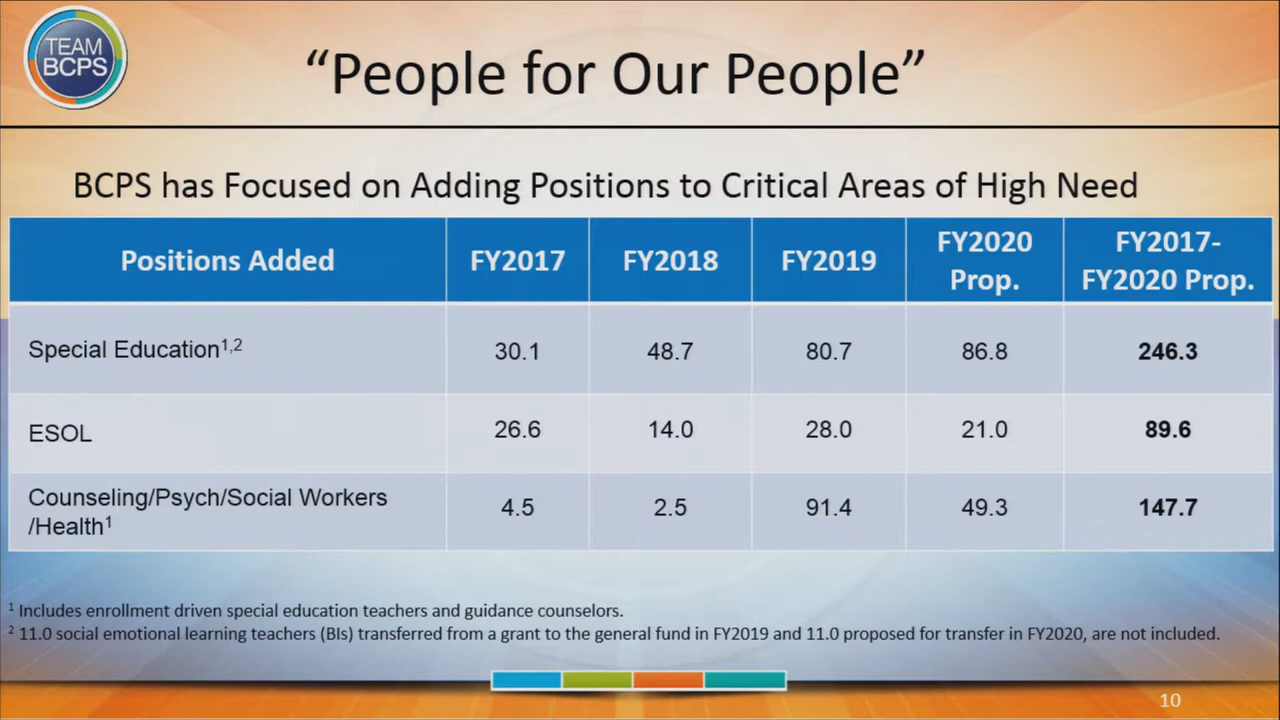 TEAM
BCPS
“People for Our People”
BCPS has Focused on Adding Positions to Critical Areas of High Need
Positions Added FY2017 FY2018 FY2019 FY2020 Prop. FY2017-FY2020 Prop.
Special Education1,2 30.1 48.7 80.7 86.8 246.3
ESOL 26.6 14.0 28.0 21.0 89.6
Counseling/Psych/Social Workers
/Health1 4.5 2.5 91.4 49.3 147.7
1 Includes enrollment driven special education teachers and guidance counselors.
2 11.0 social emotional learning teachers (BIs) transferred from a grant to the general fund in FY2019 and 11.0 proposed for transfer in FY2020, are not included.
10